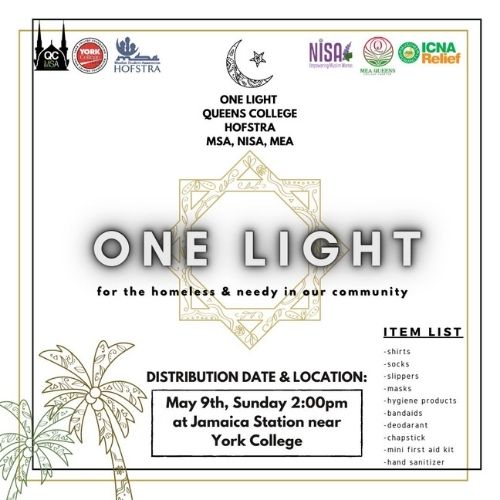 QC
MSA
YORK
College
HOFSTRA
NISA
Empowering Muslim Women
MEA QUEENS
ICNA
Relief
ONE LIGHT
QUEENS COLLEGE
HOFSTRA
MSA, NISA, MEA
ONE LIGHT
for the homeless & needy in our community
ITEM LIST
-shirts
-socks
-slippers
-masks
-hygiene products
-bandaids
-deodarant
-chapstick
-mini first aid kit
-hand sanitizer
DISTRIBUTION DATE & LOCATION:
May 9th, Sunday 2:00pm
at Jamaica Station near
York College